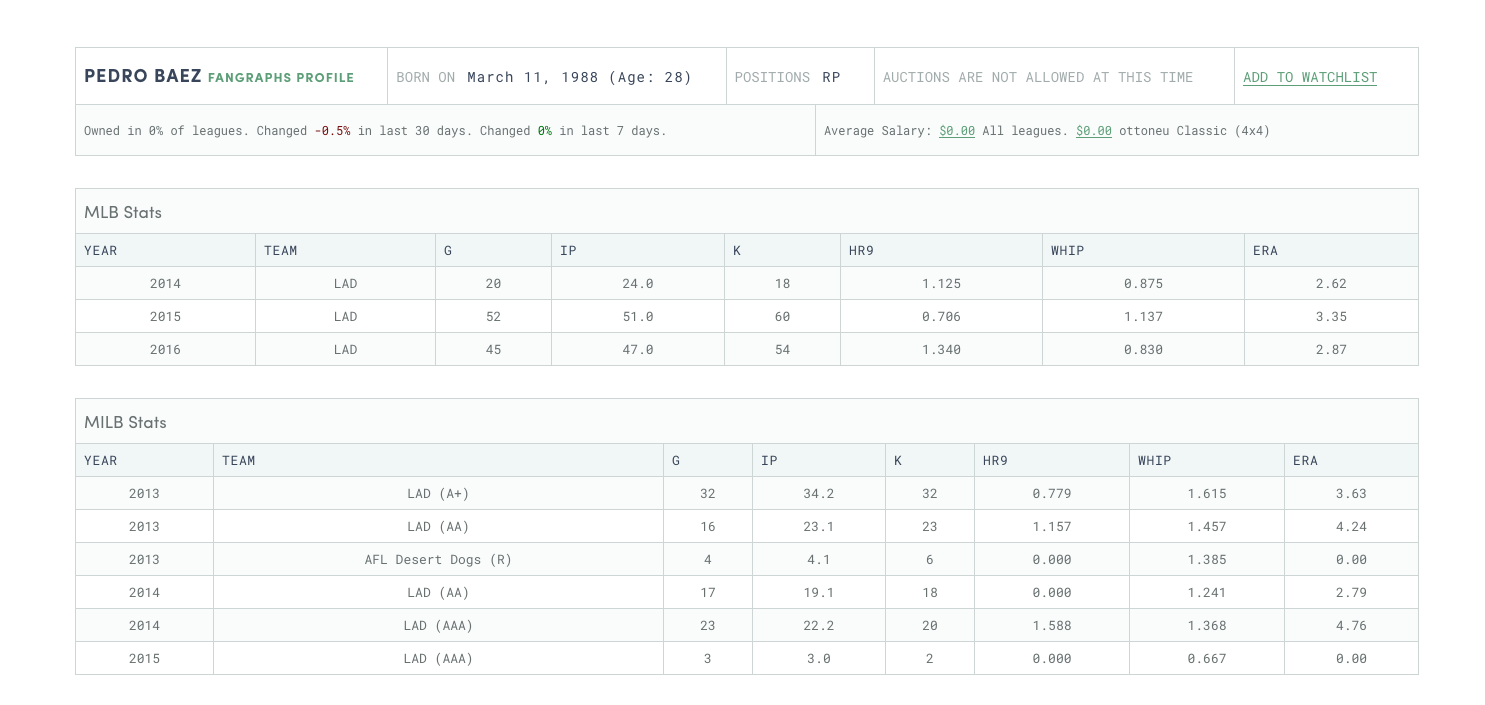 PEDRO BAEZ FANGRAPHS PROFILE BORN ON March 11, 1988 (Age: 28) POSITIONS RP AUCTIONS ARE NOT ALLOWED AT THIS TIME ADD TO WATCHLIST
Owned in 0% of leagues. Changed -0.5% in last 30 days. Changed 0% in last 7 days. Average Salary: $0.00 All leagues. $0.00 ottoneu Classic (4x4)
MLB Stats
YEAR TEAM G IP K HR9 WHIP ERA
2014 LAD 20 24.0 18 1.125 0.875 2.62
2015 LAD 52 51.0 60 0.706 1.137 3.35
2016 LAD 45 47.0 54 1.340 0.830 2.87
MILB Stats
YEAR TEAM G IP K HR9 WHIP ERA
2013 LAD (A+) 32 34.2 32 0.779 1.615 3.63
2013 LAD (AA) 16 23.1 23 1.157 1.457 4.24
2013 AFL Desert Dogs (R) 4 4.1 6 0.000 1.385 0.00
2014 LAD (AA) 17 19.1 18 0.000 1.241 2.79
2014 LAD (AAA) 23 22.2 20 1.588 1.368 4.76
2015 LAD (AAA) 3 3.0 2 0.000 0.667 0.00